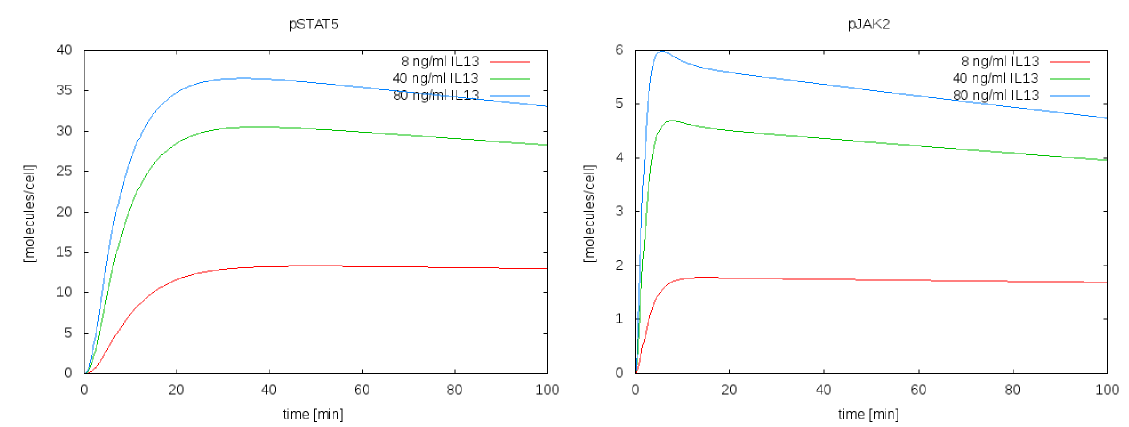 pSTAT5
40
35
30
25
20
15
10
5
0
[molecules/cell]
8 ng/ml IL13
40 ng/ml IL13
80 ng/ml IL13
0 20 40 60 80 100
time [min]
pJAK2
6
5
4
3
2
1
0
[molecules/cell]
8 ng/ml IL13
40 ng/ml IL13
80 ng/ml IL13
0 20 40 60 80 100
time [min]